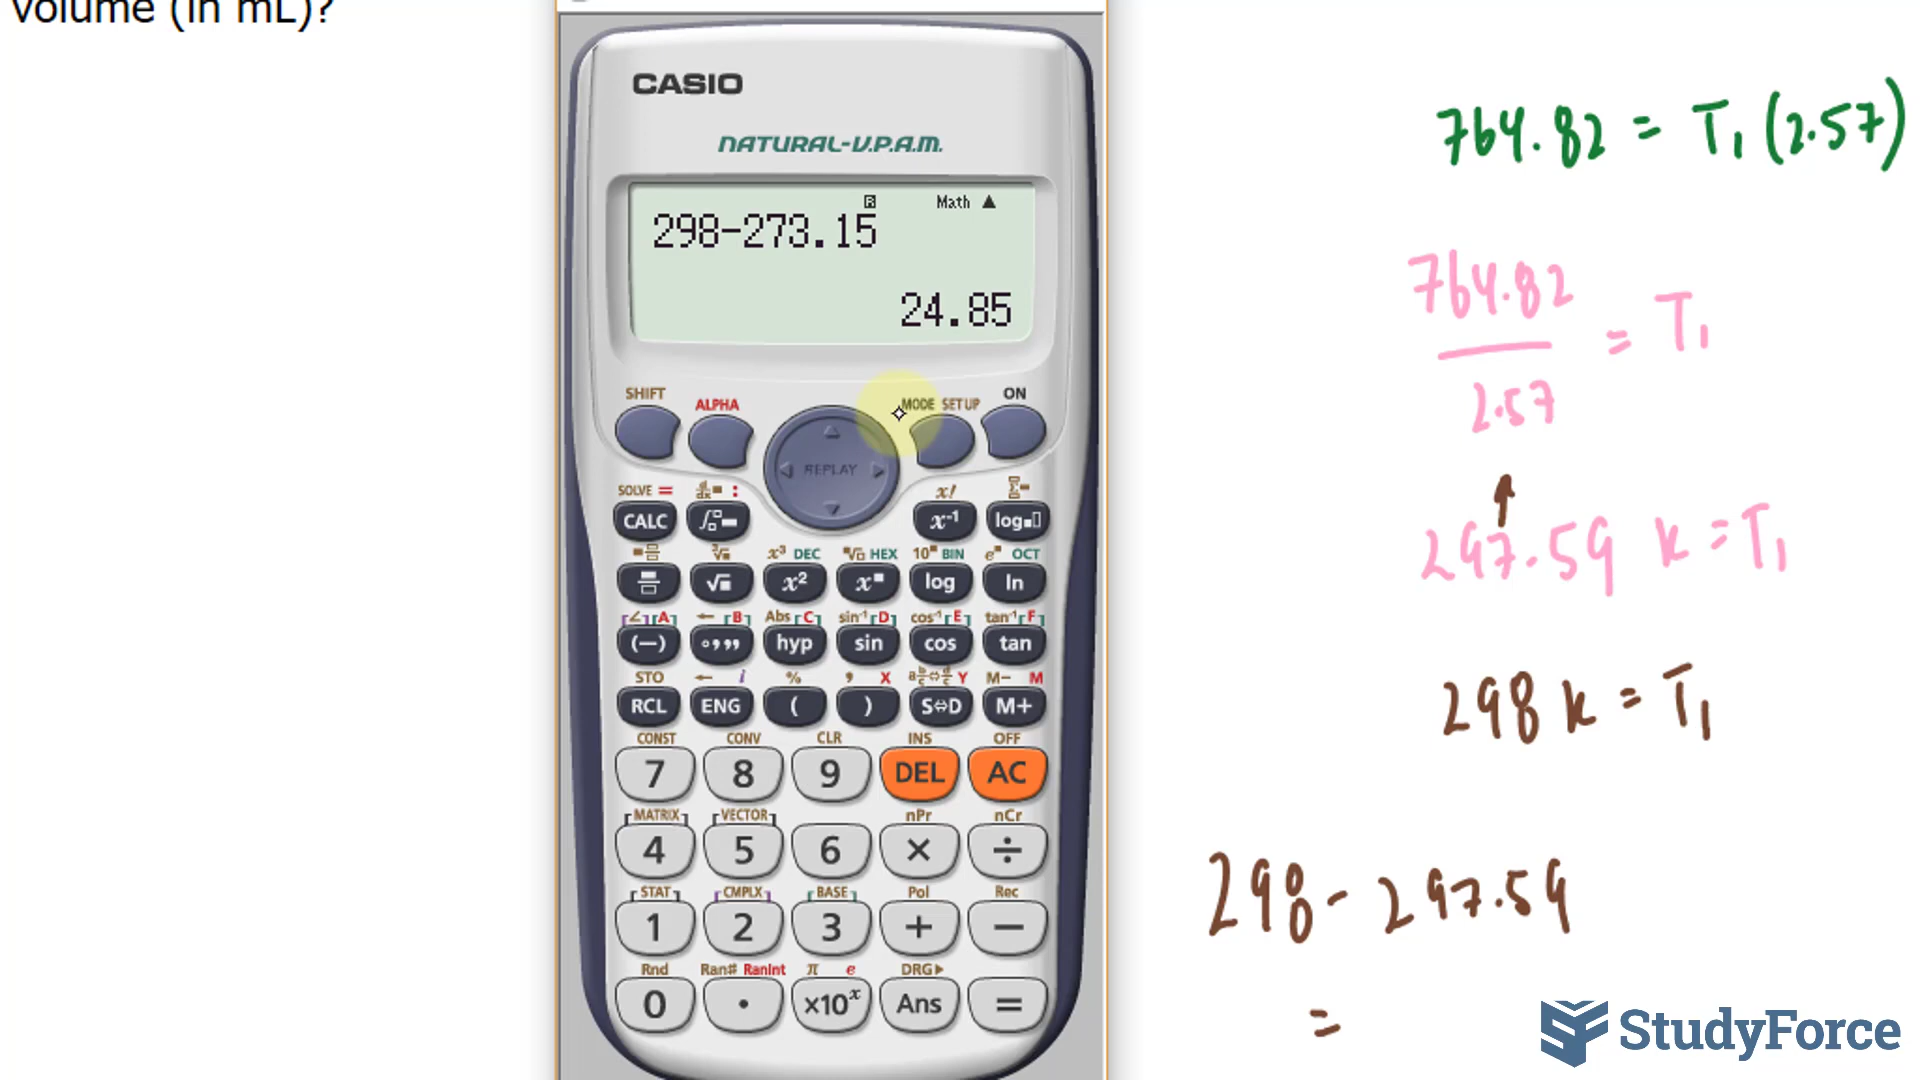 volume (in mL)?
CASIO
NATURAL-V.P.A.M.
R Math ▲
298-273.15
24.85
SHIFT ALPHA MODE SETUP ON
REPLAY
SOLVE = d/dx = : x! Σ=
CALC ∫ x⁻¹ log
x³ DEC √ HEX 10 BIN e OCT
√ x² x log ln
∠ A ← B Abs C sin⁻¹ D cos⁻¹ E tan⁻¹ F
(−) °,,, hyp sin cos tan
STO ← i % , X a b/c⇔d/c Y M− M
RCL ENG ( ) S⇔D M+
CONST CONV CLR INS OFF
7 8 9 DEL AC
MATRIX VECTOR nPr nCr
4 5 6 × ÷
STAT CMPLX BASE Pol Rec
1 2 3 + −
Rnd Ran# RanInt π e DRG▶
0 . ×10ˣ Ans =
764.82 = T₁(2.57)
764.82/2.57 = T₁
297.59 K = T₁
298 K = T₁
298 - 297.59
=
StudyForce